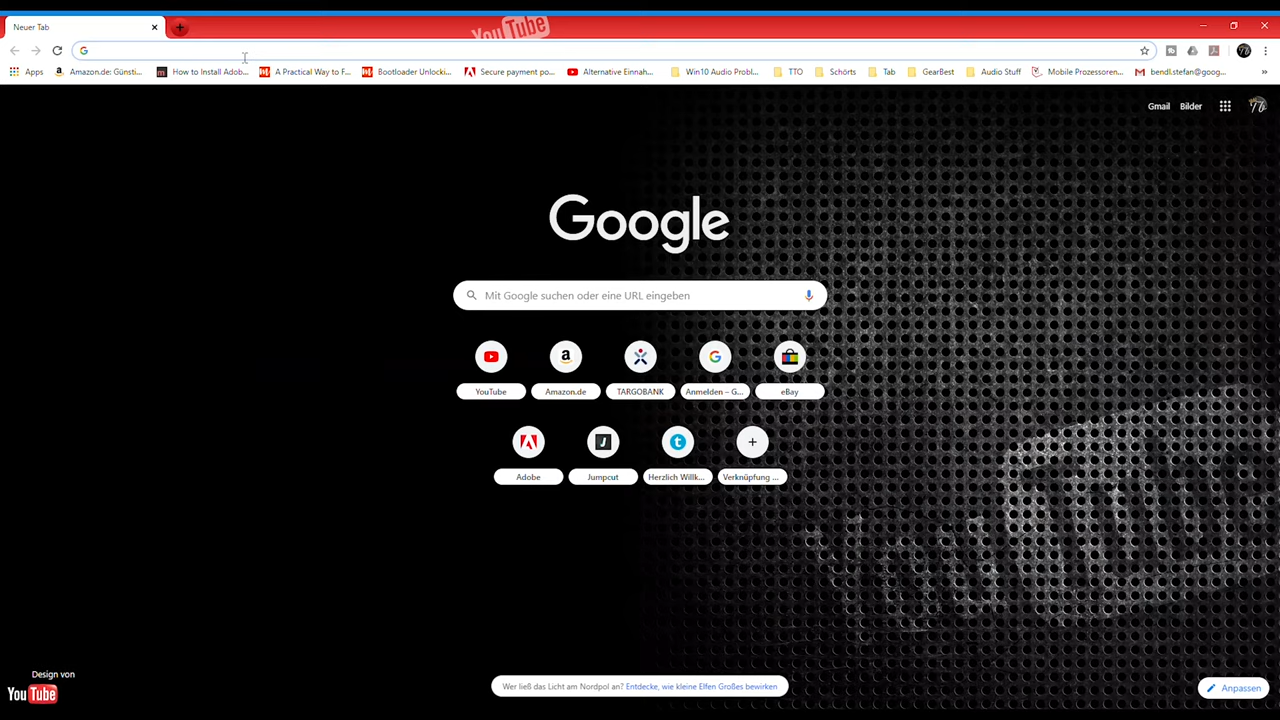 Neuer Tab
YouTube
Apps
Amazon.de: Günsti...
How to Install Adob...
A Practical Way to F...
Bootloader Unlocki...
Secure payment po...
Alternative Einnah...
Win10 Audio Probl...
TTO
Schörts
Tab
GearBest
Audio Stuff
Mobile Prozessoren...
bendl.stefan@goog...
Gmail
Bilder
Google
Mit Google suchen oder eine URL eingeben
YouTube
Amazon.de
TARGOBANK
Anmelden – G...
eBay
Adobe
Jumpcut
Herzlich Willk...
Verknüpfung ...
YouTube
Design von
YouTube
Wer ließ das Licht am Nordpol an? Entdecke, wie kleine Elfen Großes bewirken
Anpassen